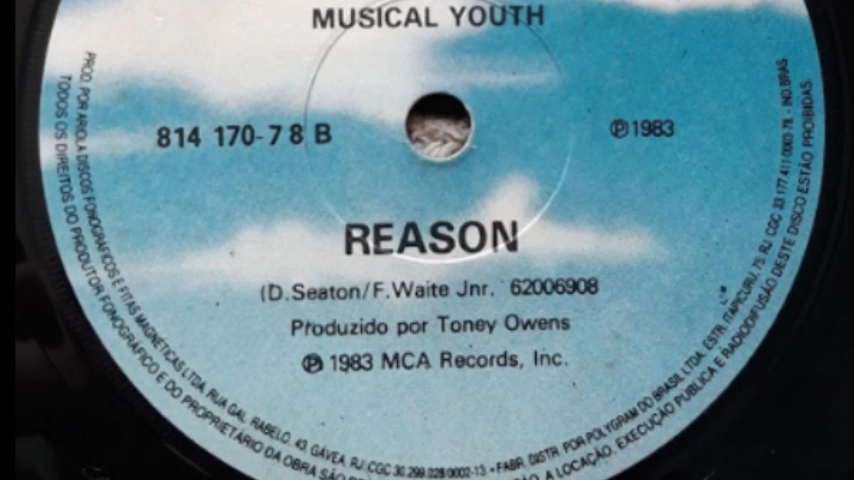 MUSICAL YOUTH
814 170-7 8 B
℗1983
REASON
(D. Seaton/F. Waite Jnr. 62006908
Produzido por Toney Owens
℗ 1983 MCA Records, Inc.
PROD. POR ARIOLA DISCOS FONOGRÁFICOS E FITAS MAGNÉTICAS LTDA. RUA GAL. RABELO, 43, GÁVEA, RJ CGC 30.299.028/0002-13 • FABR. DISTR. POR POLYGRAM DO BRASIL LTDA. ESTR. ITAPICURU, 75, RJ CGC 33 177 411 0003-78 - IND BRAS
TODOS OS DIREITOS DO PRODUTOR FONOGRÁFICO E DO PROPRIETÁRIO DA OBRA SÃO
A LOCAÇÃO, EXECUÇÃO PÚBLICA E RADIODIFUSÃO DESTE DISCO ESTÃO PROIBIDAS.